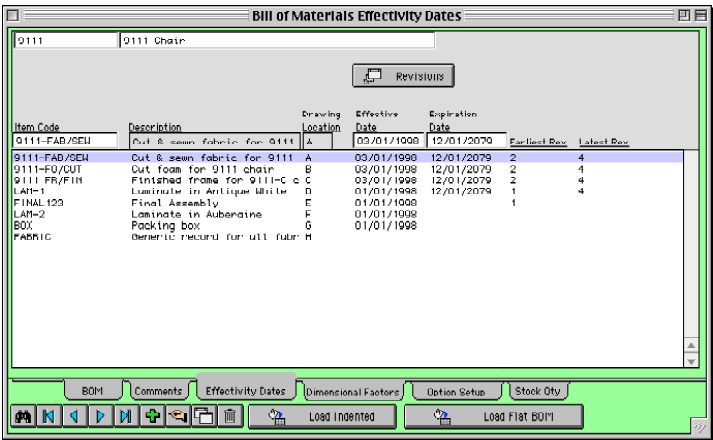 Bill of Materials Effectivity Dates
9111 9111 Chair
Revisions
Drawing Effective Expiration
Item Code Description Location Date Date Earliest Rev Latest Rev
9111-FAB/SEW Cut & sewn fabric for 9111 A 03/01/1998 12/01/2079
9111-FAB/SEW Cut & sewn fabric for 9111 A 03/01/1998 12/01/2079 2 4
9111-FO/CUT Cut foam for 9111 chair B 03/01/1998 12/01/2079 2 4
9111-FR/FIN Finished frame for 9111-C c C 03/01/1998 12/01/2079 2 4
LAM-1 Laminate in Antique White D 01/01/1998 12/01/2079 1 4
FINAL123 Final Assembly E 01/01/1998 1
LAM-2 Laminate in Aubergine F 01/01/1998
BOX Packing box G 01/01/1998
FABRIC Generic record for all fabr H
BOM Comments Effectivity Dates Dimensional Factors Option Setup Stock Qty
Load Indented Load Flat BOM